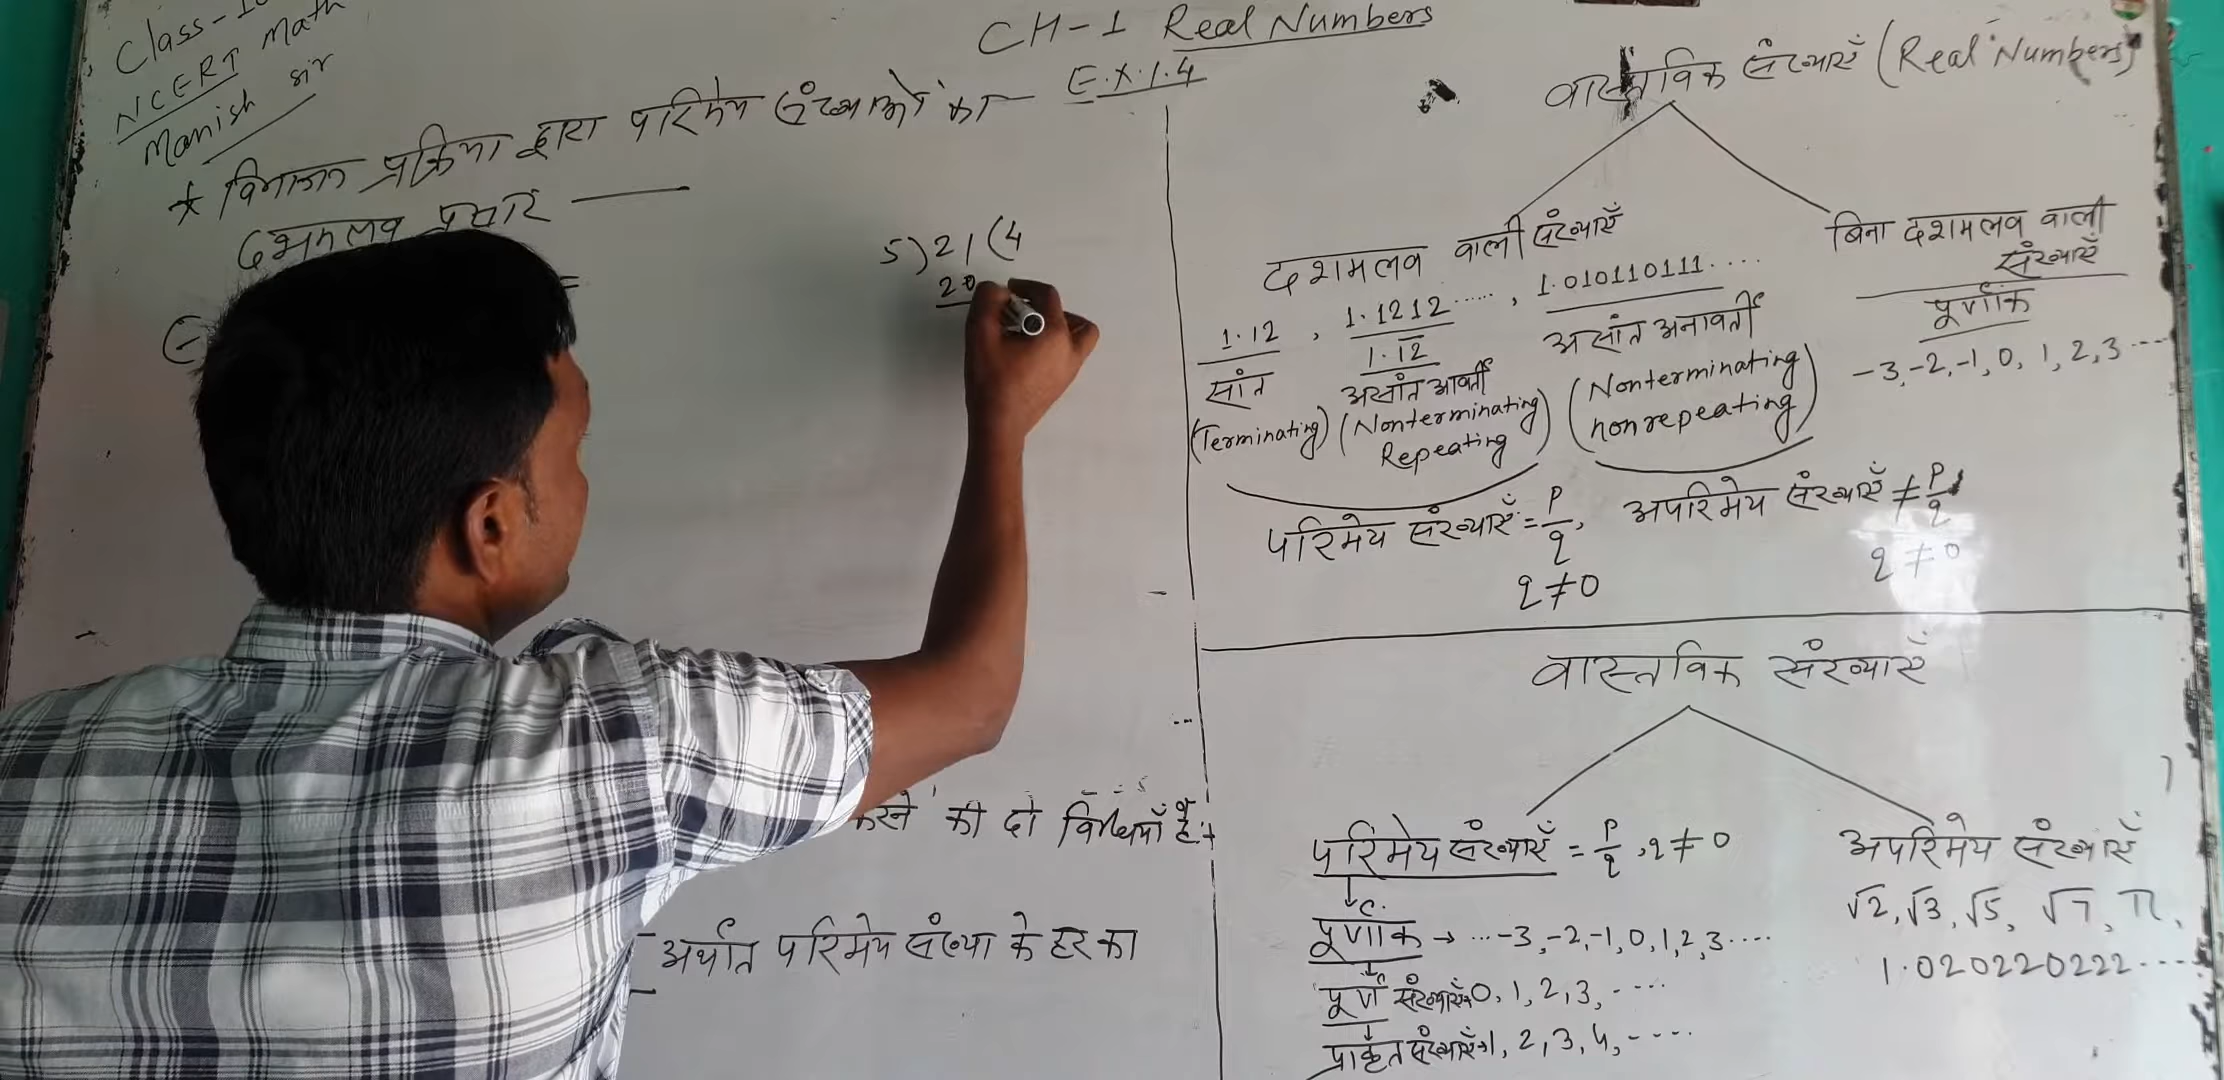 Class-10
NCERT Math
Manish sir
CH-1 Real Numbers
Ex.1.4
* विभाजन प्रक्रिया द्वारा परिमेय संख्याओं का
दशमलव प्रसार
5)21(4
20
करने की दो विधियाँ हैं
अर्थात परिमेय संख्या के हर का
वास्तविक संख्याएँ (Real Numbers)
दशमलव वाली संख्याएँ
बिना दशमलव वाली
संख्याएँ
1.12 , 1.1212 ...... , 1.010110111.....
1.1̅2̅
सांत
असांत आवर्ती
असांत अनावर्ती
(Terminating) (Nonterminating Repeating) (Nonterminating nonrepeating)
पूर्णांक
-3, -2, -1, 0, 1, 2, 3 ...
परिमेय संख्याएँ = p/q,
q ≠ 0
अपरिमेय संख्याएँ ≠ p/q
q ≠ 0
वास्तविक संख्याएँ
परिमेय संख्याएँ = p/q , q ≠ 0
पूर्णांक → ...-3, -2, -1, 0, 1, 2, 3....
पूर्ण संख्याएँ→0, 1, 2, 3, ....
प्राकृत संख्याएँ→1, 2, 3, 4, ....
अपरिमेय संख्याएँ
√2, √3, √5, √7, π,
1.020220222....